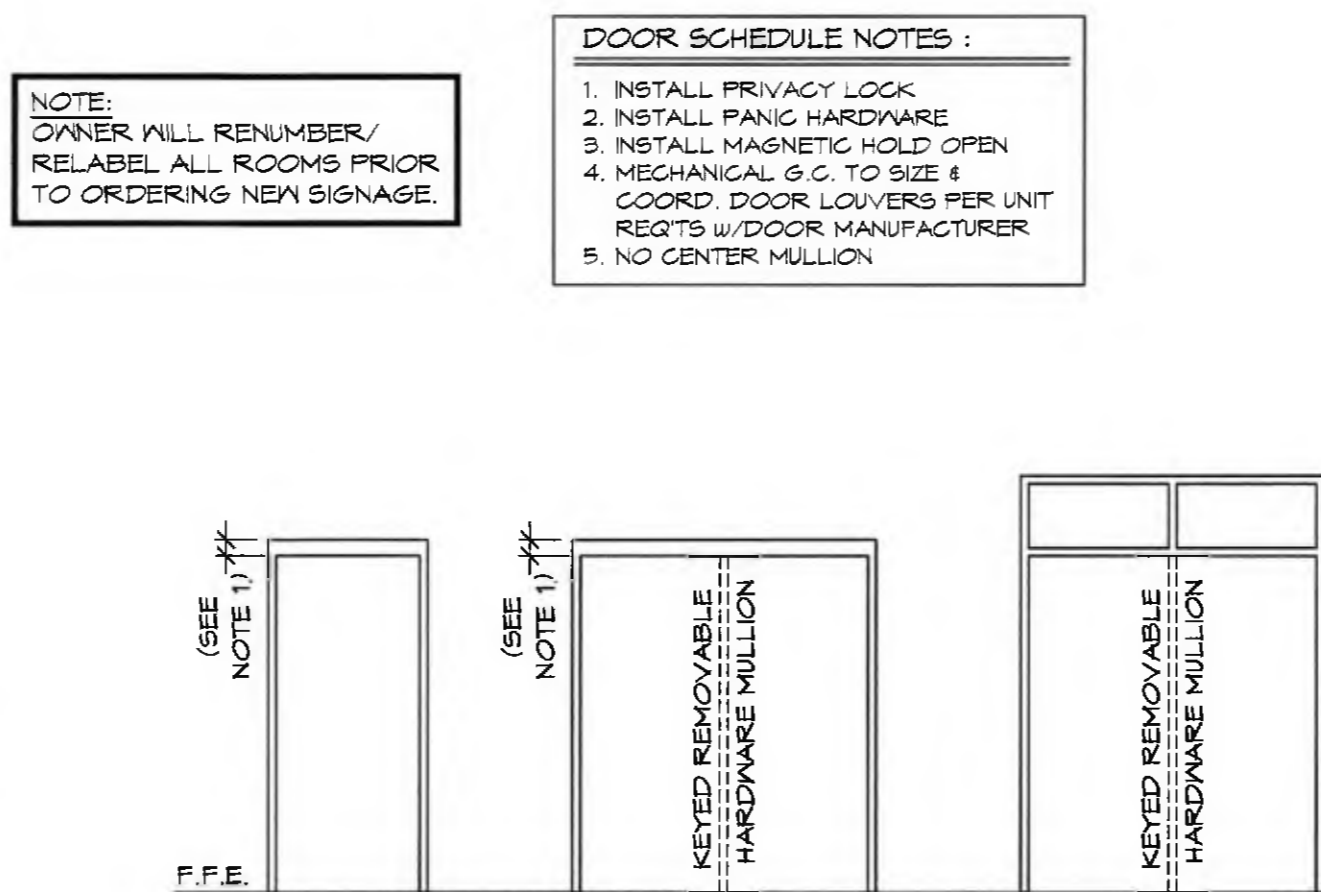 NOTE:
OWNER WILL RENUMBER/
RELABEL ALL ROOMS PRIOR
TO ORDERING NEW SIGNAGE.
DOOR SCHEDULE NOTES :
1. INSTALL PRIVACY LOCK
2. INSTALL PANIC HARDWARE
3. INSTALL MAGNETIC HOLD OPEN
4. MECHANICAL G.C. TO SIZE &
COORD. DOOR LOUVERS PER UNIT
REQ'TS w/DOOR MANUFACTURER
5. NO CENTER MULLION
(SEE
NOTE 1.)
(SEE
NOTE 1.)
KEYED REMOVABLE
HARDWARE MULLION
KEYED REMOVABLE
HARDWARE MULLION
F.F.E.